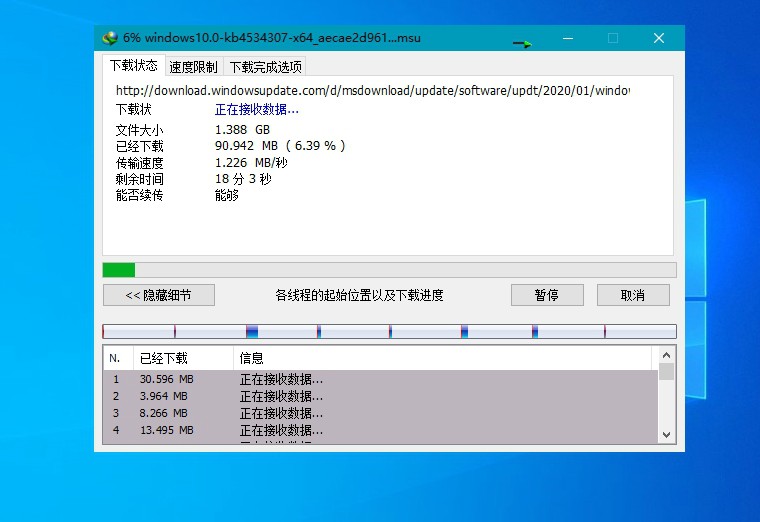 6% windows10.0-kb4534307-x64_aecae2d961...msu
下载状态 速度限制 下载完成选项
http://download.windowsupdate.com/d/msdownload/update/software/updt/2020/01/windo
下载状 正在接收数据...
文件大小 1.388 GB
已经下载 90.942 MB ( 6.39 % )
传输速度 1.226 MB/秒
剩余时间 18 分 3 秒
能否续传 能够
<< 隐藏细节 各线程的起始位置以及下载进度 暂停 取消
N. 已经下载 信息
1 30.596 MB 正在接收数据...
2 3.964 MB 正在接收数据...
3 8.266 MB 正在接收数据...
4 13.495 MB 正在接收数据...